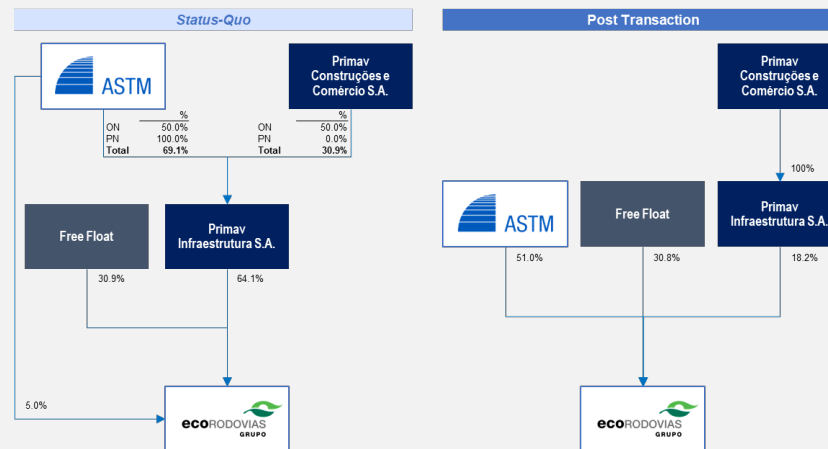 Status-Quo
ASTM
Primav
Construções e
Comércio S.A.
%
ON 50.0%
PN 100.0%
Total 69.1%
%
ON 50.0%
PN 0.0%
Total 30.9%
Free Float
Primav
Infraestrutura S.A.
30.9%
64.1%
5.0%
ecoRODOVIAS
GRUPO
Post Transaction
Primav
Construções e
Comércio S.A.
100%
ASTM
Free Float
Primav
Infraestrutura S.A.
51.0%
30.8%
18.2%
ecoRODOVIAS
GRUPO